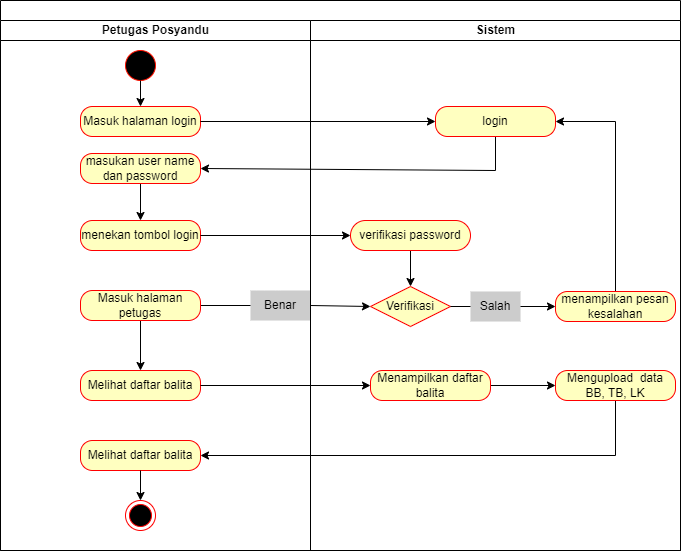 Petugas Posyandu
Sistem
Masuk halaman login
login
masukan user name
dan password
menekan tombol login
verifikasi password
Masuk halaman
petugas
Benar
Verifikasi
Salah
menampilkan pesan
kesalahan
Melihat daftar balita
Menampilkan daftar
balita
Mengupload data
BB, TB, LK
Melihat daftar balita